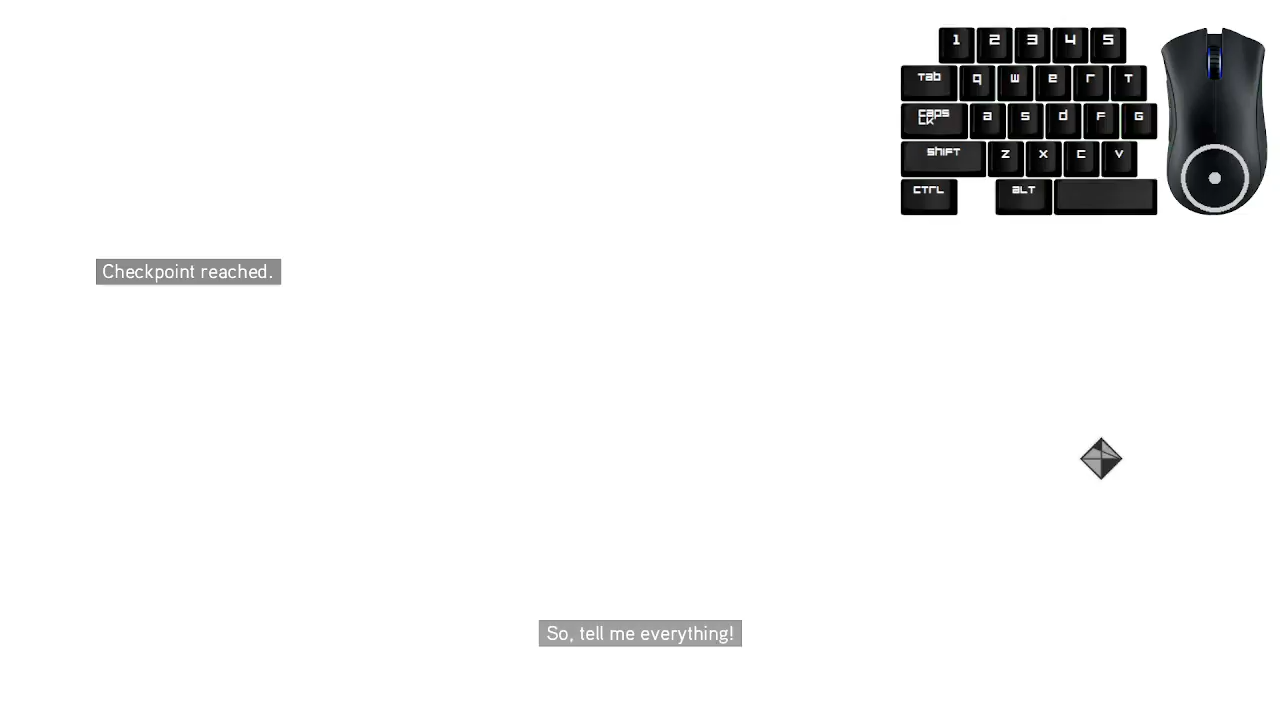 1 2 3 4 5
Tab q w e r T
caps
LK a s d F G
shift z x c v
CTRL ALT
Checkpoint reached.
So, tell me everything!